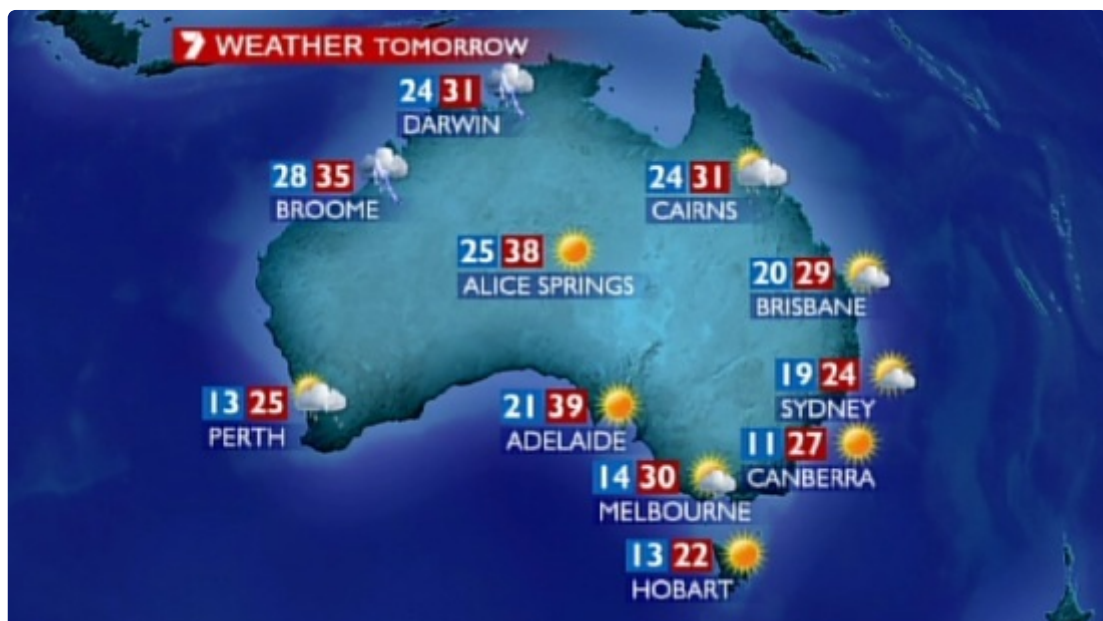 7 WEATHER TOMORROW
24 31
DARWIN
28 35
BROOME
24 31
CAIRNS
25 38
ALICE SPRINGS
20 29
BRISBANE
13 25
PERTH
21 39
ADELAIDE
19 24
SYDNEY
11 27
CANBERRA
14 30
MELBOURNE
13 22
HOBART